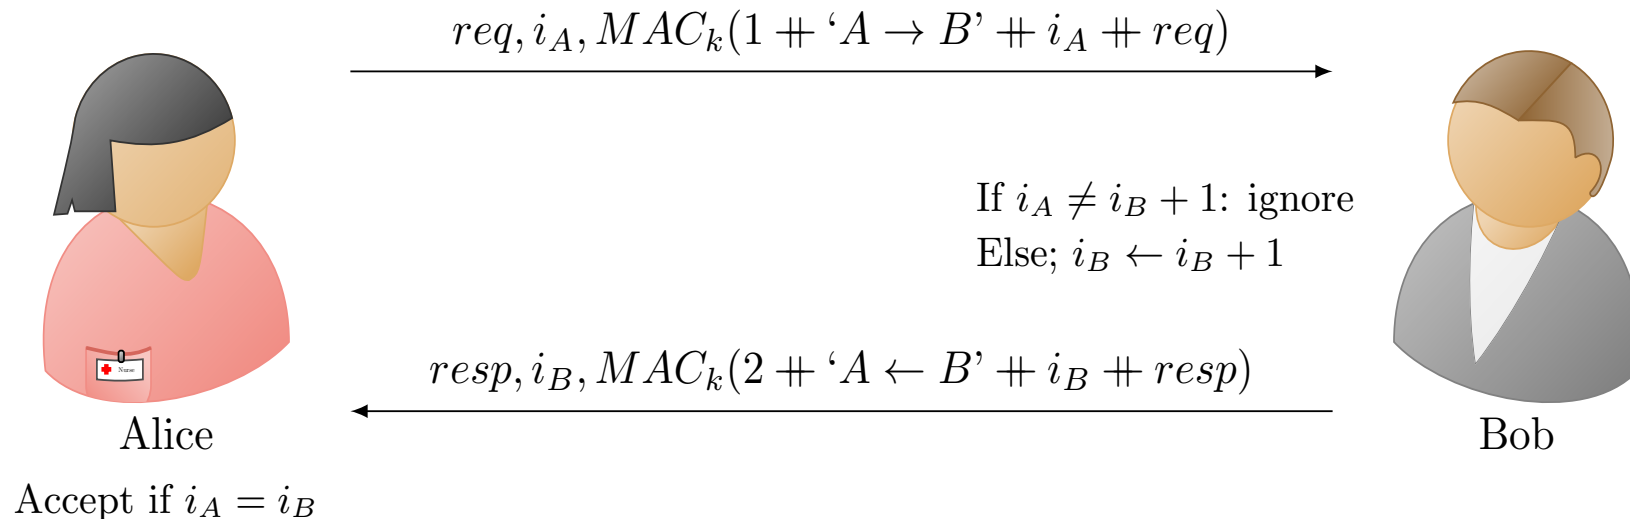 req, i_A, MAC_k(1 ⧺ ‘A → B’ ⧺ i_A ⧺ req)
If i_A ≠ i_B + 1: ignore
Else; i_B ← i_B + 1
resp, i_B, MAC_k(2 ⧺ ‘A ← B’ ⧺ i_B ⧺ resp)
Nurse
Alice
Bob
Accept if i_A = i_B